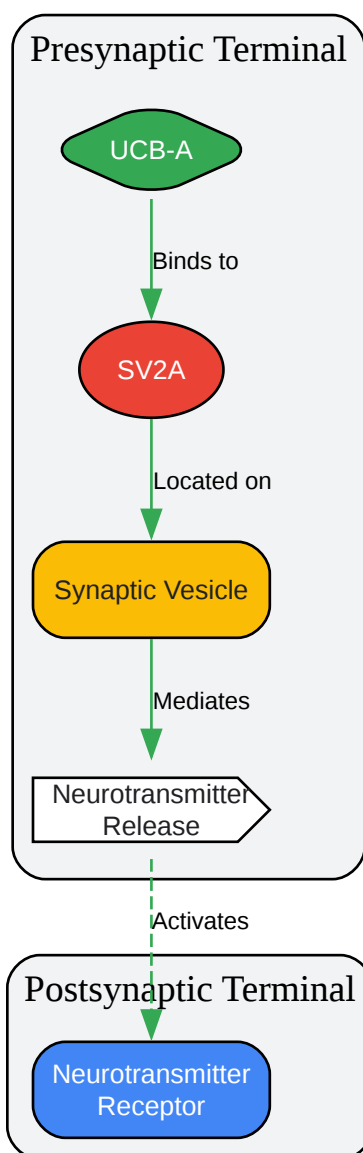 Presynaptic Terminal
UCB-A
Binds to
SV2A
Located on
Synaptic Vesicle
Mediates
Neurotransmitter
Release
Activates
Postsynaptic Terminal
Neurotransmitter
Receptor